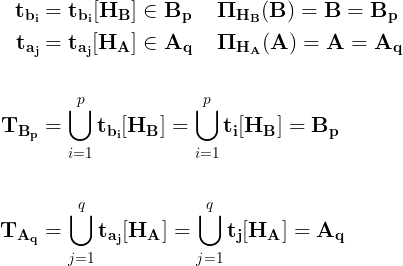 t_{b_i} = t_{b_i}[H_B] ∈ B_p    Π_{H_B}(B) = B = B_p
t_{a_j} = t_{a_j}[H_A] ∈ A_q    Π_{H_A}(A) = A = A_q
T_{B_p} = ⋃_{i=1}^{p} t_{b_i}[H_B] = ⋃_{i=1}^{p} t_i[H_B] = B_p
T_{A_q} = ⋃_{j=1}^{q} t_{a_j}[H_A] = ⋃_{j=1}^{q} t_j[H_A] = A_q